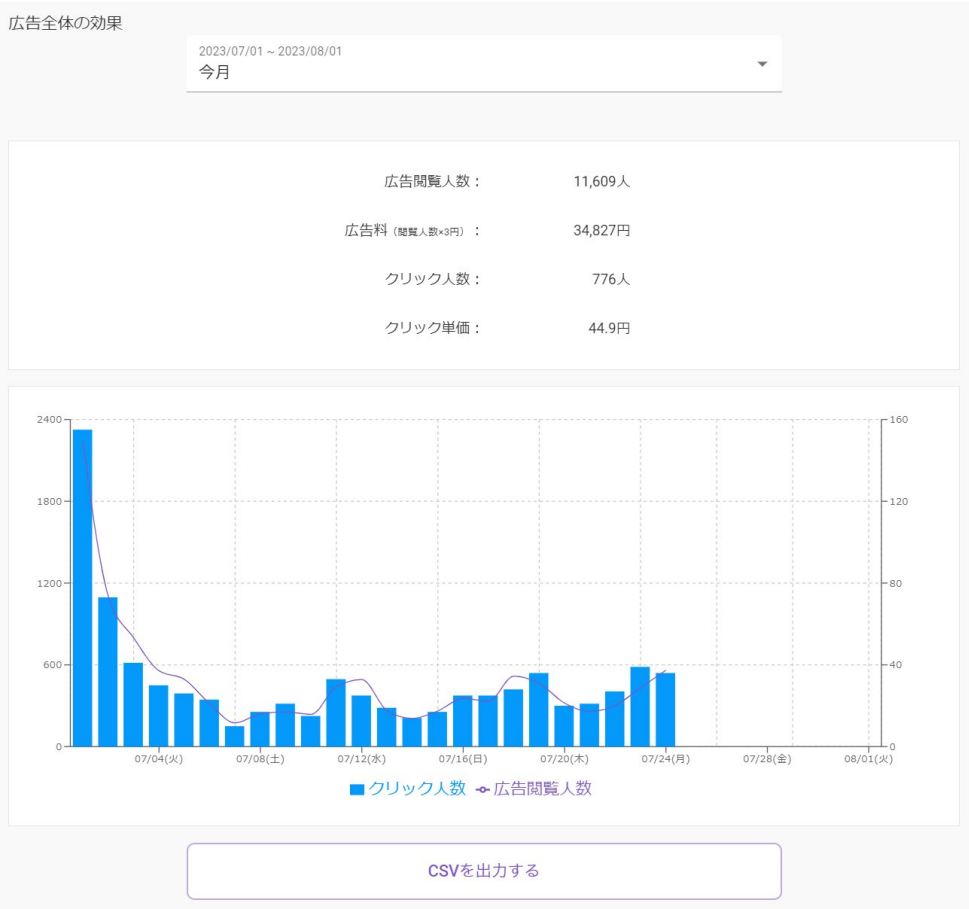 広告全体の効果
2023/07/01 ~ 2023/08/01
今月
広告閲覧人数： 11,609人
広告料（閲覧人数×3円）： 34,827円
クリック人数： 776人
クリック単価： 44.9円
2400 160
1800 120
1200 80
600 40
0 0
07/04(火) 07/08(土) 07/12(水) 07/16(日) 07/20(木) 07/24(月) 07/28(金) 08/01(火)
クリック人数 広告閲覧人数
CSVを出力する